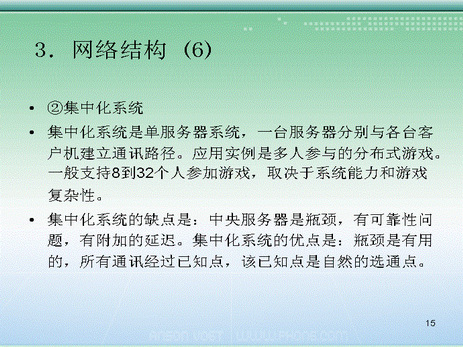 3．网络结构（6）
• ②集中化系统
• 集中化系统是单服务器系统，一台服务器分别与各台客
户机建立通讯路径。应用实例是多人参与的分布式游戏。
一般支持8到32个人参加游戏，取决于系统能力和游戏
复杂性。
• 集中化系统的缺点是：中央服务器是瓶颈，有可靠性问
题，有附加的延迟。集中化系统的优点是：瓶颈是有用
的，所有通讯经过已知点，该已知点是自然的选通点。
15